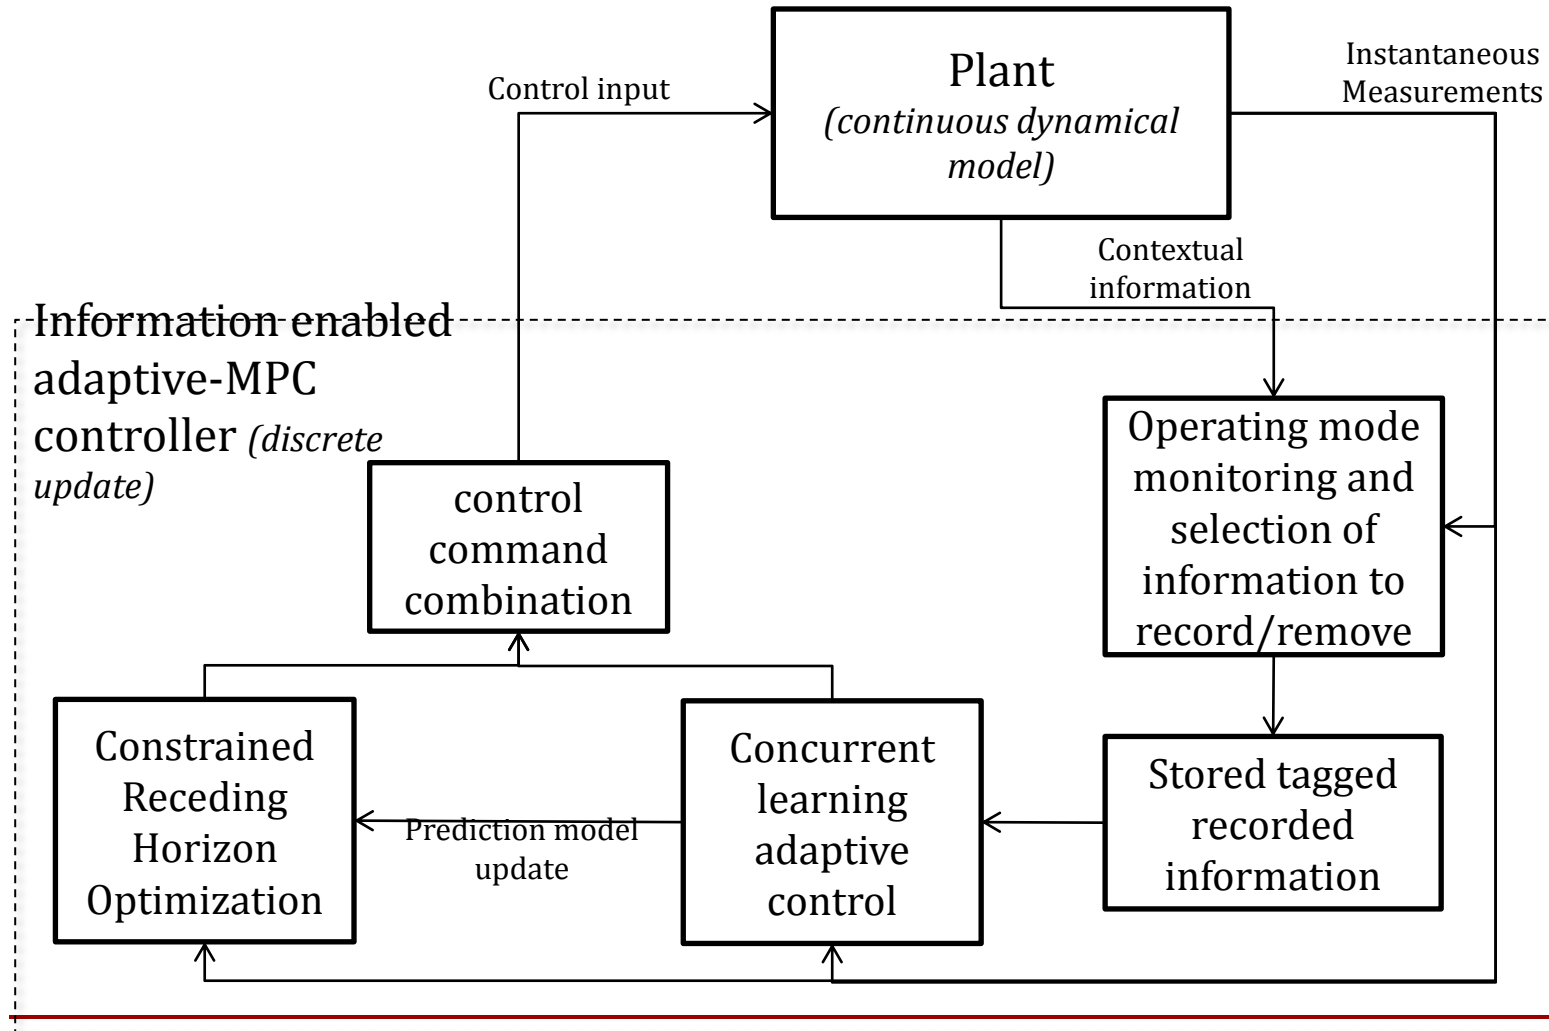 Plant
(continuous dynamical
model)
Instantaneous
Measurements
Control input
Contextual
information
Information enabled
adaptive-MPC
controller (discrete
update)
control
command
combination
Operating mode
monitoring and
selection of
information to
record/remove
Constrained
Receding
Horizon
Optimization
Prediction model
update
Concurrent
learning
adaptive
control
Stored tagged
recorded
information